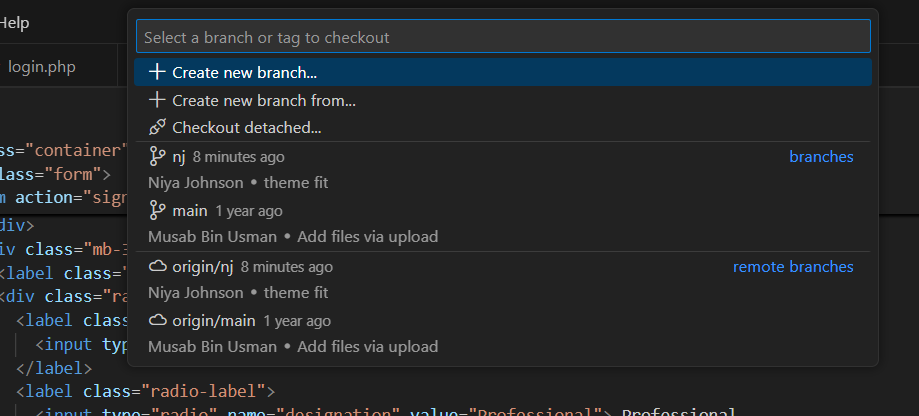 Help
Select a branch or tag to checkout
login.php
Create new branch...
Create new branch from...
Checkout detached...
ss="container"
nj 8 minutes ago branches
lass="form">
Niya Johnson • theme fit
m action="sign
main 1 year ago
div>
Musab Bin Usman • Add files via upload
iv class="mb-3
<label class="
origin/nj 8 minutes ago remote branches
<div class="ra
Niya Johnson • theme fit
<label class
origin/main 1 year ago
<input typ
Musab Bin Usman • Add files via upload
</label>
<label class="radio-label">
<input type="radio" name="designation" value="Professional"> Professional